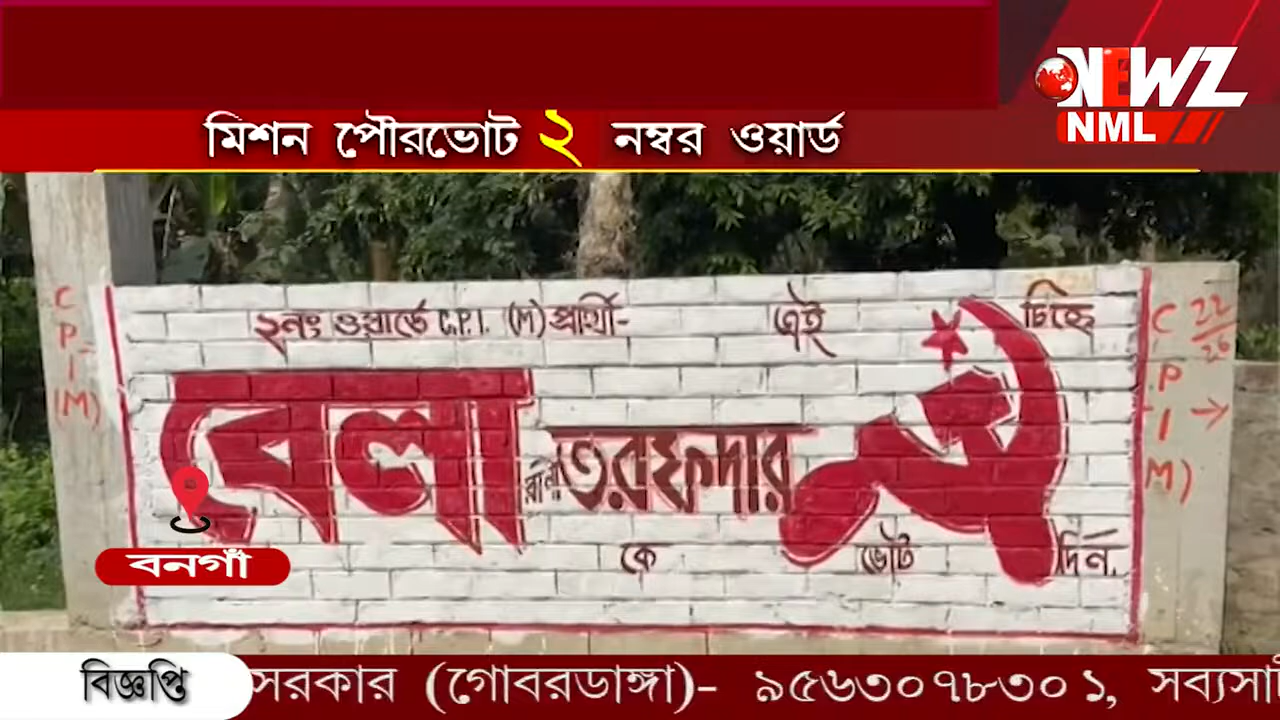 NEWZ
NML
মিশন পৌরভোট ২ নম্বর ওয়ার্ড
২নং ওয়ার্ডে C.P.I. (M) প্রার্থী-
এই
চিহ্নে
C
P
I
(M)
বেলা
রানী
তরফদার
কে
ভোট
দিন.
C
P
I
M)
22
26
বনগাঁ
বিজ্ঞপ্তি
সরকার (গোবরডাঙ্গা)- ৯৫৬৩০৭৮৩০১, সব্যসা